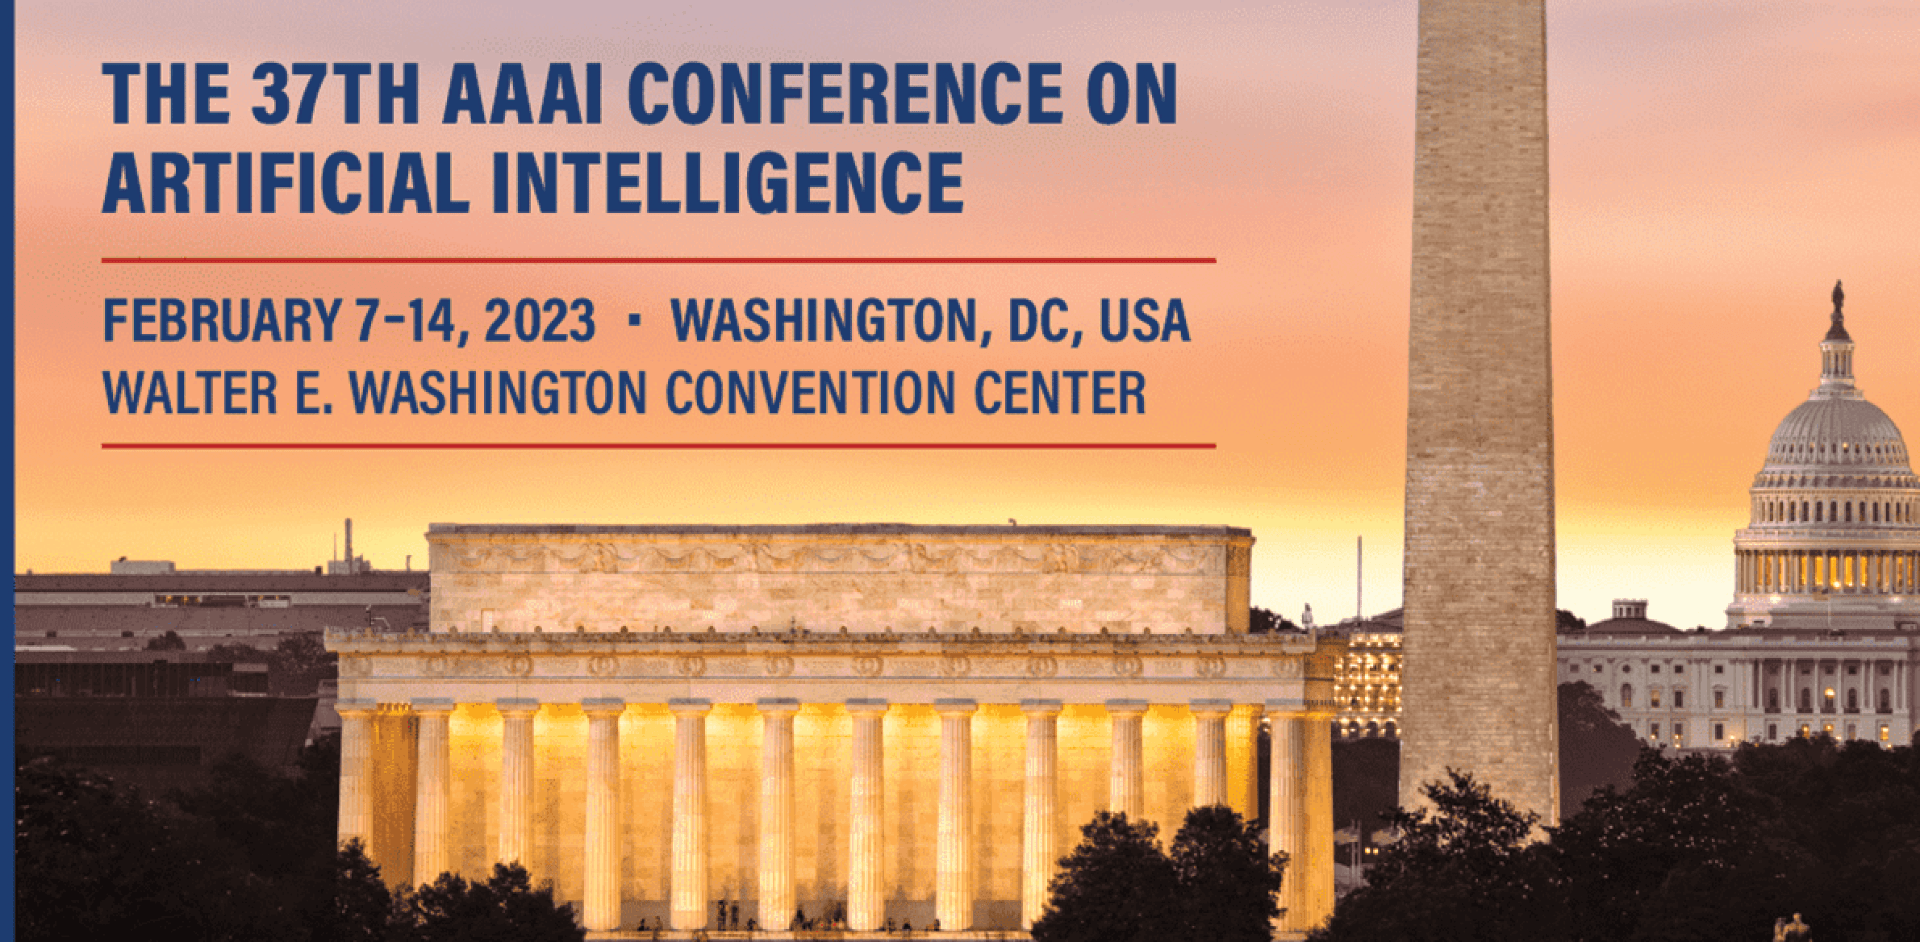 THE 37TH AAAI CONFERENCE ON
ARTIFICIAL INTELLIGENCE
FEBRUARY 7-14, 2023 ▪ WASHINGTON, DC, USA
WALTER E. WASHINGTON CONVENTION CENTER